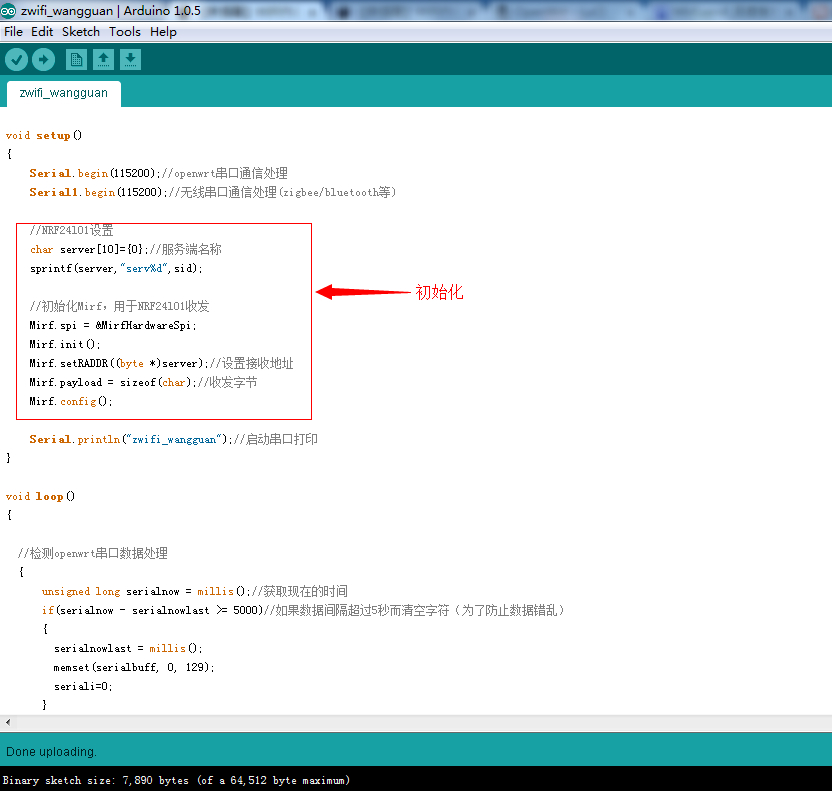 zwifi_wangguan | Arduino 1.0.5
File Edit Sketch Tools Help
zwifi_wangguan
void setup()
{
Serial.begin(115200);//openwrt串口通信处理
Serial1.begin(115200);//无线串口通信处理(zigbee/bluetooth等)
//NRF24l01设置
char server[10]={0};//服务端名称
sprintf(server,"serv%d",sid);
//初始化Mirf，用于NRF24l01收发
Mirf.spi = &MirfHardwareSpi;
Mirf.init();
初始化
Mirf.setRADDR((byte *)server);//设置接收地址
Mirf.payload = sizeof(char);//收发字节
Mirf.config();
Serial.println("zwifi_wangguan");//启动串口打印
}
void loop()
{
//检测openwrt串口数据处理
{
unsigned long serialnow = millis();//获取现在的时间
if(serialnow - serialnowlast >= 5000)//如果数据间隔超过5秒而清空字符（为了防止数据错乱）
{
serialnowlast = millis();
memset(serialbuff, 0, 129);
seriali=0;
}
Done uploading.
Binary sketch size: 7,890 bytes (of a 64,512 byte maximum)